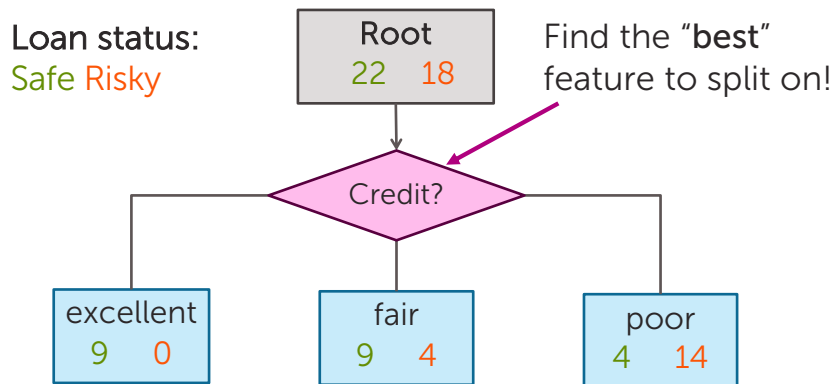 Loan status:
Safe Risky
Root
22 18
Find the “best”
feature to split on!
Credit?
excellent
9 0
fair
9 4
poor
4 14